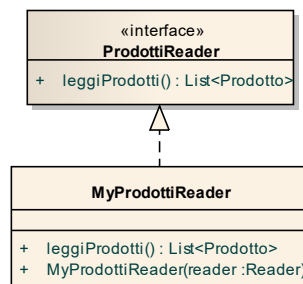 «interface»
ProdottiReader
+ leggiProdotti() : List<Prodotto>
MyProdottiReader
+ leggiProdotti() : List<Prodotto>
+ MyProdottiReader(reader :Reader)